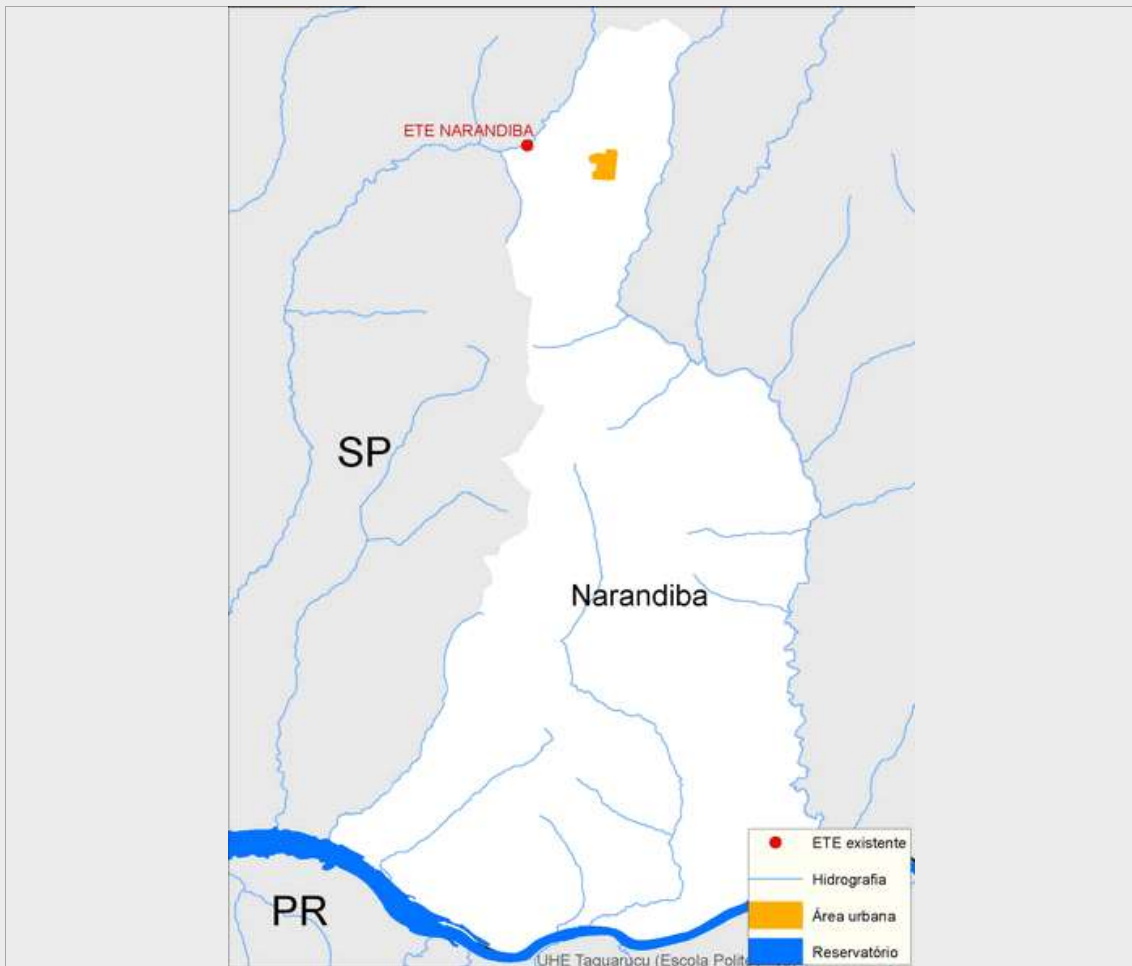 ETE NARANDIBA
SP
Narandiba
PR
ETE existente
Hidrografia
Área urbana
Reservatório
UHE Taquaruçu (Escola